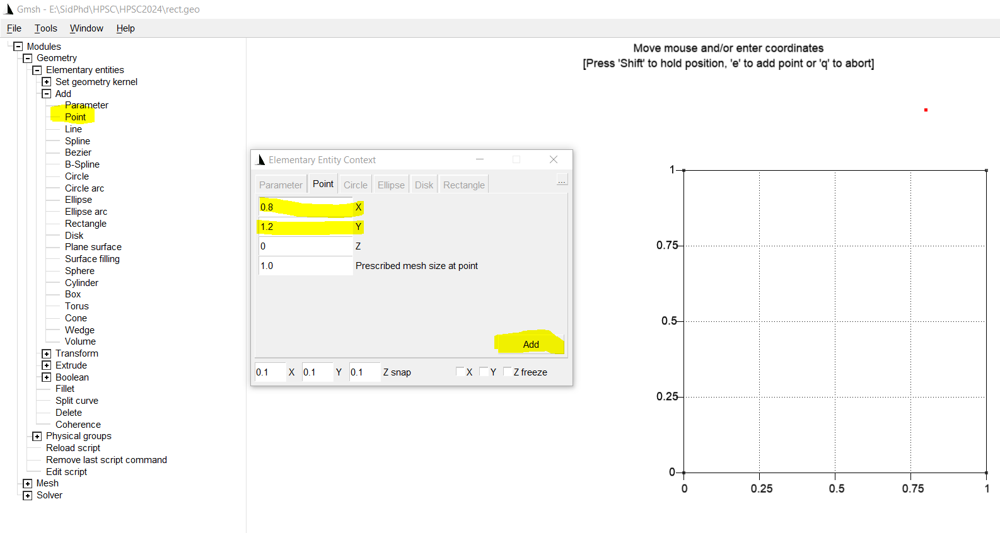 Gmsh - E:\SidPhd\HPSC\HPSC2024\rect.geo
File Tools Window Help
Modules
Geometry
Elementary entities
Set geometry kernel
Add
Parameter
Point
Line
Spline
Bezier
B-Spline
Circle
Circle arc
Ellipse
Ellipse arc
Rectangle
Disk
Plane surface
Surface filling
Sphere
Cylinder
Box
Torus
Cone
Wedge
Volume
Transform
Extrude
Boolean
Fillet
Split curve
Delete
Coherence
Physical groups
Reload script
Remove last script command
Edit script
Mesh
Solver
Elementary Entity Context
Parameter Point Circle Ellipse Disk Rectangle ...
0.8 X
1.2 Y
0 Z
1.0 Prescribed mesh size at point
Add
0.1 X 0.1 Y 0.1 Z snap X Y Z freeze
Move mouse and/or enter coordinates
[Press 'Shift' to hold position, 'e' to add point or 'q' to abort]
1
0.75
0.5
0.25
0
0 0.25 0.5 0.75 1